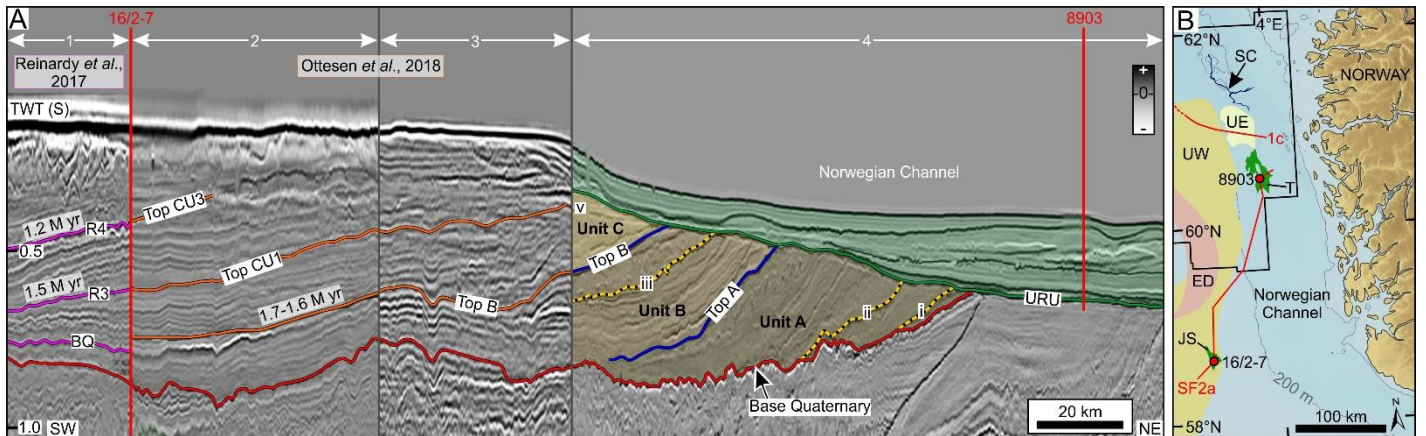 A
16/2-7
8903
1
2
3
4
Reinardy et al.,
2017
Ottesen et al., 2018
TWT (S)
+
-0-
-
Norwegian Channel
1.2 M yr
R4
Top CU3
0.5
Top CU1
1.5 M yr
R3
1.7-1.6 M yr
Top B
BQ
v
Unit C
Top B
iii
Unit B
Top A
Unit A
ii
i
URU
Base Quaternary
20 km
1.0
SW
NE
B
4°E
62°N
SC
NORWAY
UE
1c
UW
8903
T
60°N
ED
Norwegian
Channel
JS
16/2-7
SF2a
200 m
100 km
N
58°N